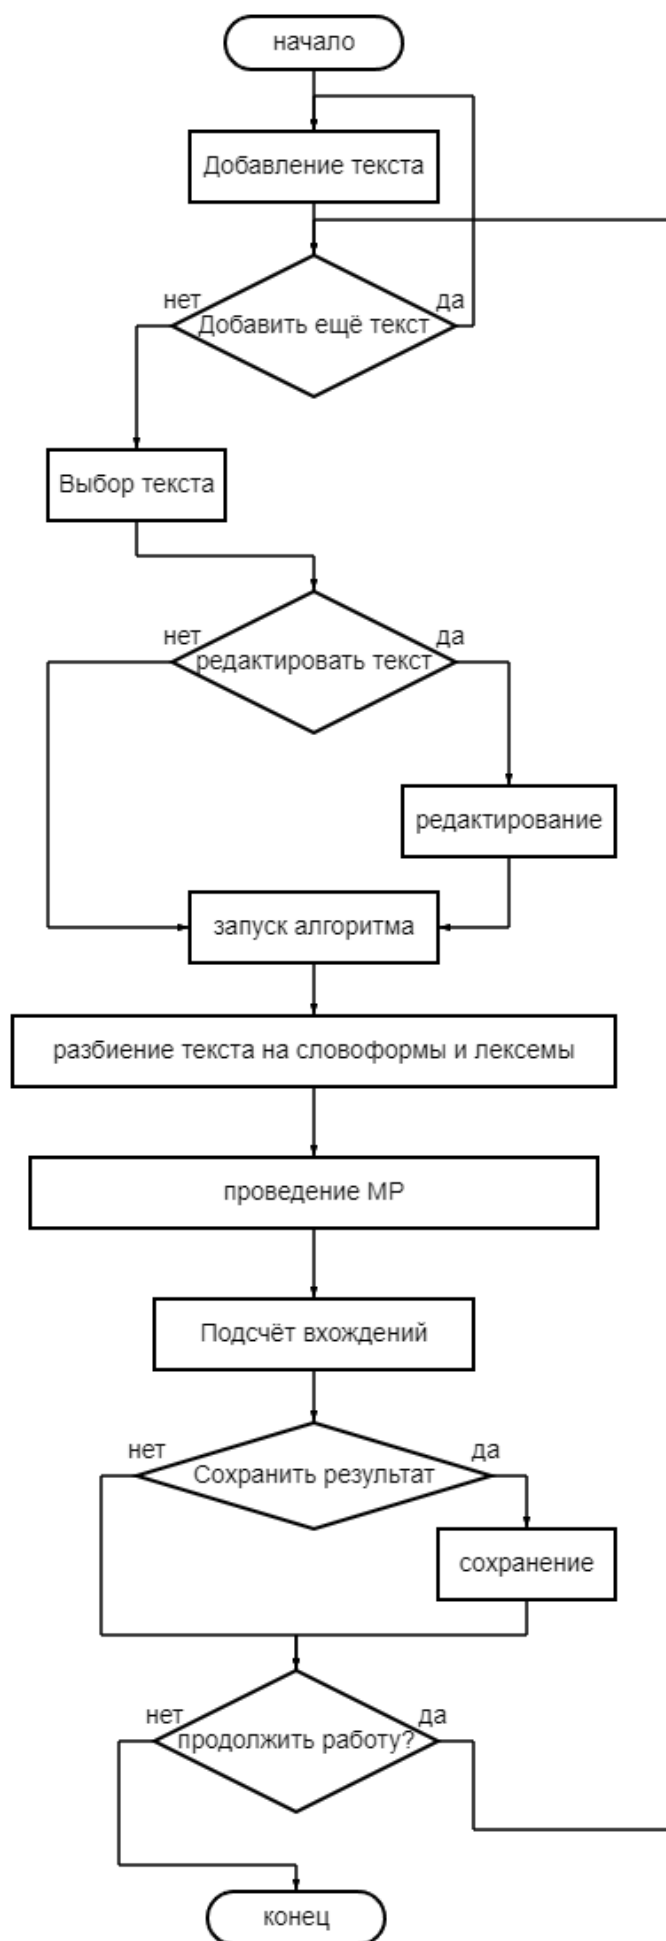 начало
Добавление текста
нет
да
Добавить ещё текст
Выбор текста
нет
да
редактировать текст
редактирование
запуск алгоритма
разбиение текста на словоформы и лексемы
проведение МР
Подсчёт вхождений
нет
да
Сохранить результат
сохранение
нет
да
продолжить работу?
конец